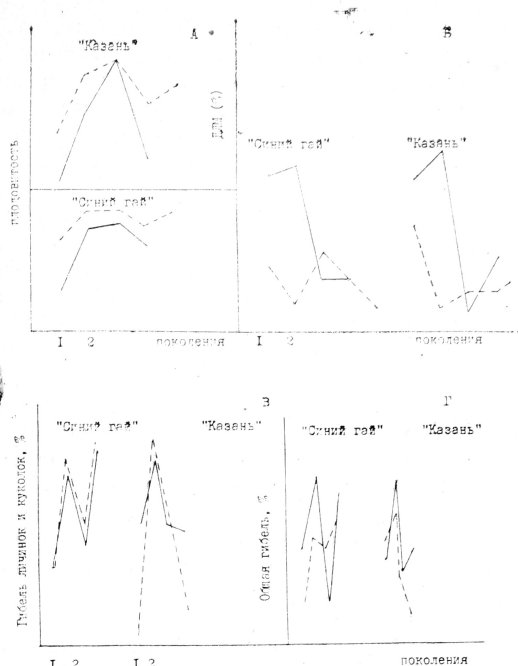 А
Б
"Казань"
ДЛМ (%)
"Синий гай"
"Казань"
плодовитость
"Синий гай"
I 2 поколения
I 2
поколения
В
Г
"Синий гай"
"Казань"
"Синий гай"
"Казань"
Гибель личинок и куколок, %
Общая гибель, %
I 2
I 2
поколения